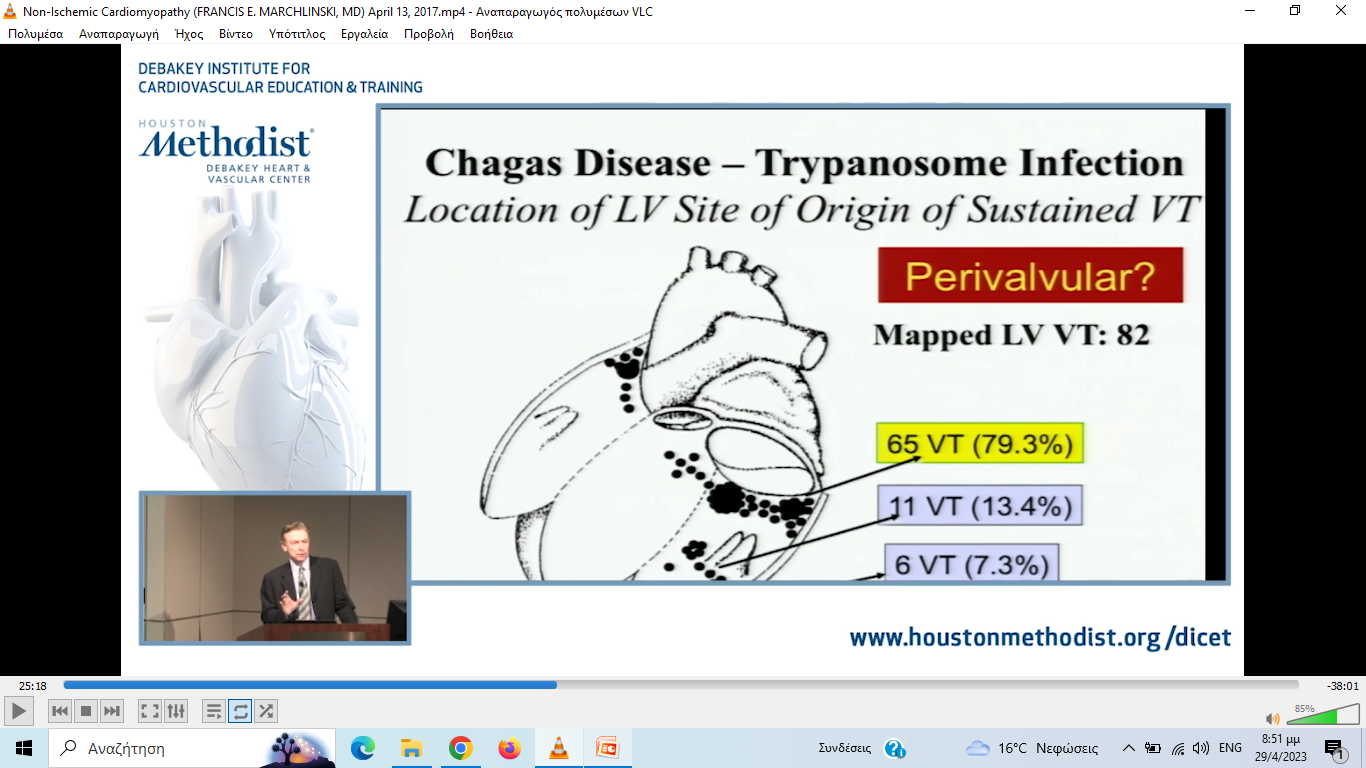 Non-Ischemic Cardiomyopathy (FRANCIS E. MARCHLINSKI, MD) April 13, 2017.mp4 - Αναπαραγωγός πολυμέσων VLC
Πολυμέσα Αναπαραγωγή Ήχος Βίντεο Υπότιτλος Εργαλεία Προβολή Βοήθεια
DEBAKEY INSTITUTE FOR
CARDIOVASCULAR EDUCATION & TRAINING
HOUSTON
Methodist®
DEBAKEY HEART &
VASCULAR CENTER
Chagas Disease – Trypanosome Infection
Location of LV Site of Origin of Sustained VT
Perivalvular?
Mapped LV VT: 82
65 VT (79.3%)
11 VT (13.4%)
6 VT (7.3%)
www.houstonmethodist.org/dicet
25:18
-38:01
85%
Αναζήτηση
Συνδέσεις
16°C Νεφώσεις
ENG
8:51 μμ
29/4/2023
1